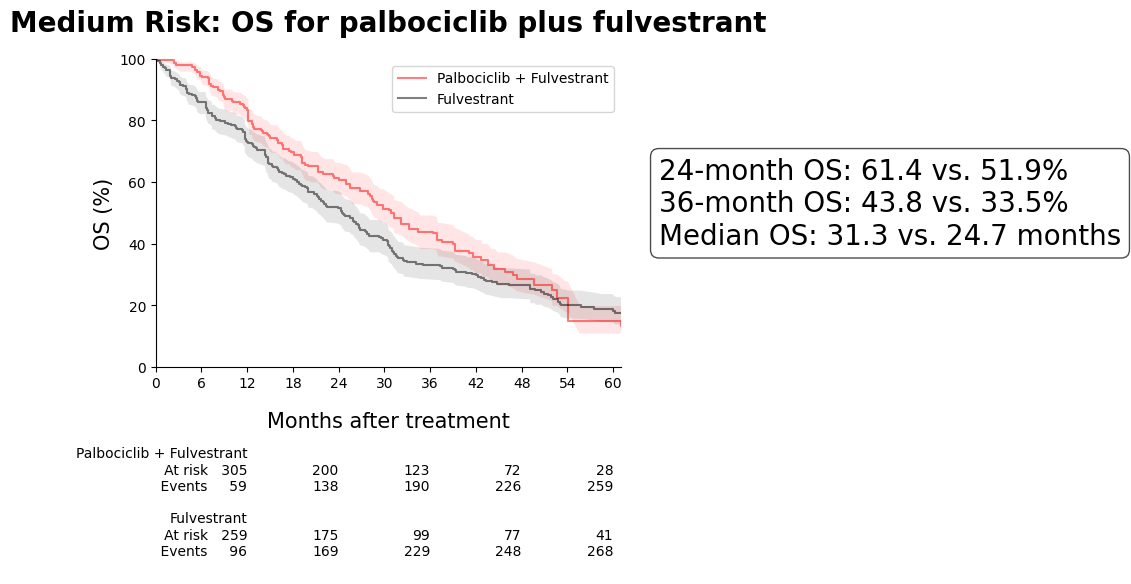 Medium Risk: OS for palbociclib plus fulvestrant
100
80
60
40
20
0
OS (%)
Palbociclib + Fulvestrant
Fulvestrant
0 6 12 18 24 30 36 42 48 54 60
Months after treatment
24-month OS: 61.4 vs. 51.9%
36-month OS: 43.8 vs. 33.5%
Median OS: 31.3 vs. 24.7 months
Palbociclib + Fulvestrant
At risk 305 200 123 72 28
Events 59 138 190 226 259
Fulvestrant
At risk 259 175 99 77 41
Events 96 169 229 248 268